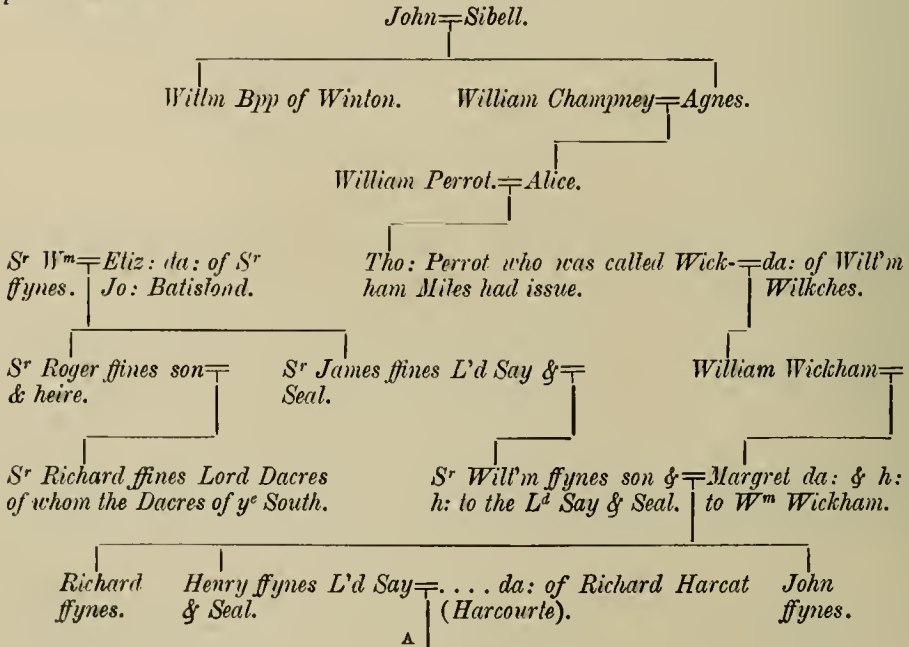 John Sibell.
Willm Bpp of Winton. William Champney Agnes.
William Perrot. Alice.
Sr Wm ffynes. Eliz: da: of Sr Jo: Batisford.
Tho: Perrot who was called Wickham Miles had issue. da: of Will'm Wilkches.
Sr Roger ffines son & heire.
Sr James ffines L'd Say & Seal.
William Wickham
Sr Richard ffines Lord Dacres
of whom the Dacres of ye South.
Sr Will'm ffynes son &
h: to the Ld Say & Seal.
Margret da: & h:
to Wm Wickham.
Richard
ffynes.
Henry ffynes L'd Say
& Seal.
.... da: of Richard Harcat
(Harcourte).
John
ffynes.
A